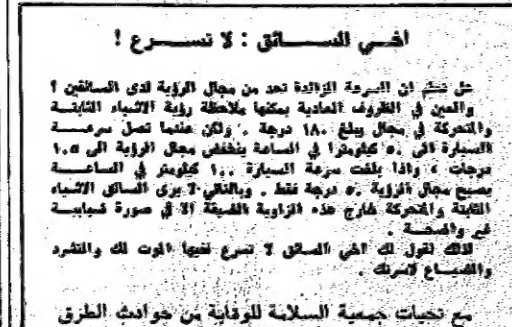 اخي السائق : لا تسرع !
هل تعلم ان السرعة الزائدة تحد من مجال الرؤية لدى السائقين ؟
والعين في الظروف العادية يمكنها ملاحظة رؤية الاشياء الثابتة
والمتحركة في مجال يبلغ ١٨٠ درجة . ولكن عندما تصل سرعة
السيارة الى ٥٠ كيلومترا في الساعة ينخفض مجال الرؤية الى ١٠٥
درجات ، واذا بلغت سرعة السيارة ١٠٠ كيلومتر في الساعة
يصبح مجال الرؤية ٥٠ درجة فقط . وبالتالي لا يرى السائق الاشياء
الثابتة والمتحركة خارج هذه الزاوية الضيقة الا في صورة ضبابية
غير واضحة .
لذلك نقول لك اخي السائق لا تسرع ففيها الموت لك والتشرد
والضياع لاسرتك .
مع تحيات جمعية السلامة للوقاية من حوادث الطرق